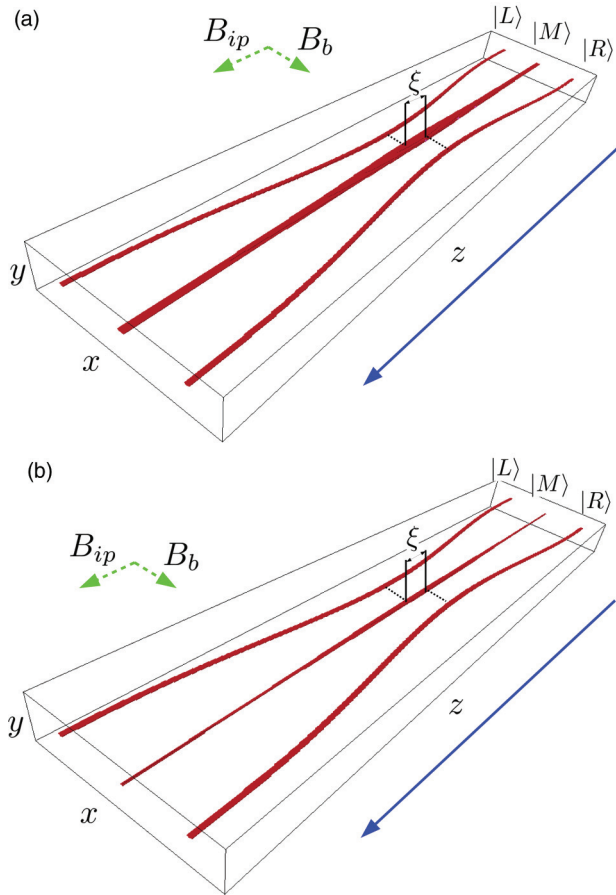 (a)
B_{ip} B_b
|L⟩ |M⟩ |R⟩
ξ
z
y
x
(b)
B_{ip} B_b
|L⟩ |M⟩ |R⟩
ξ
z
y
x